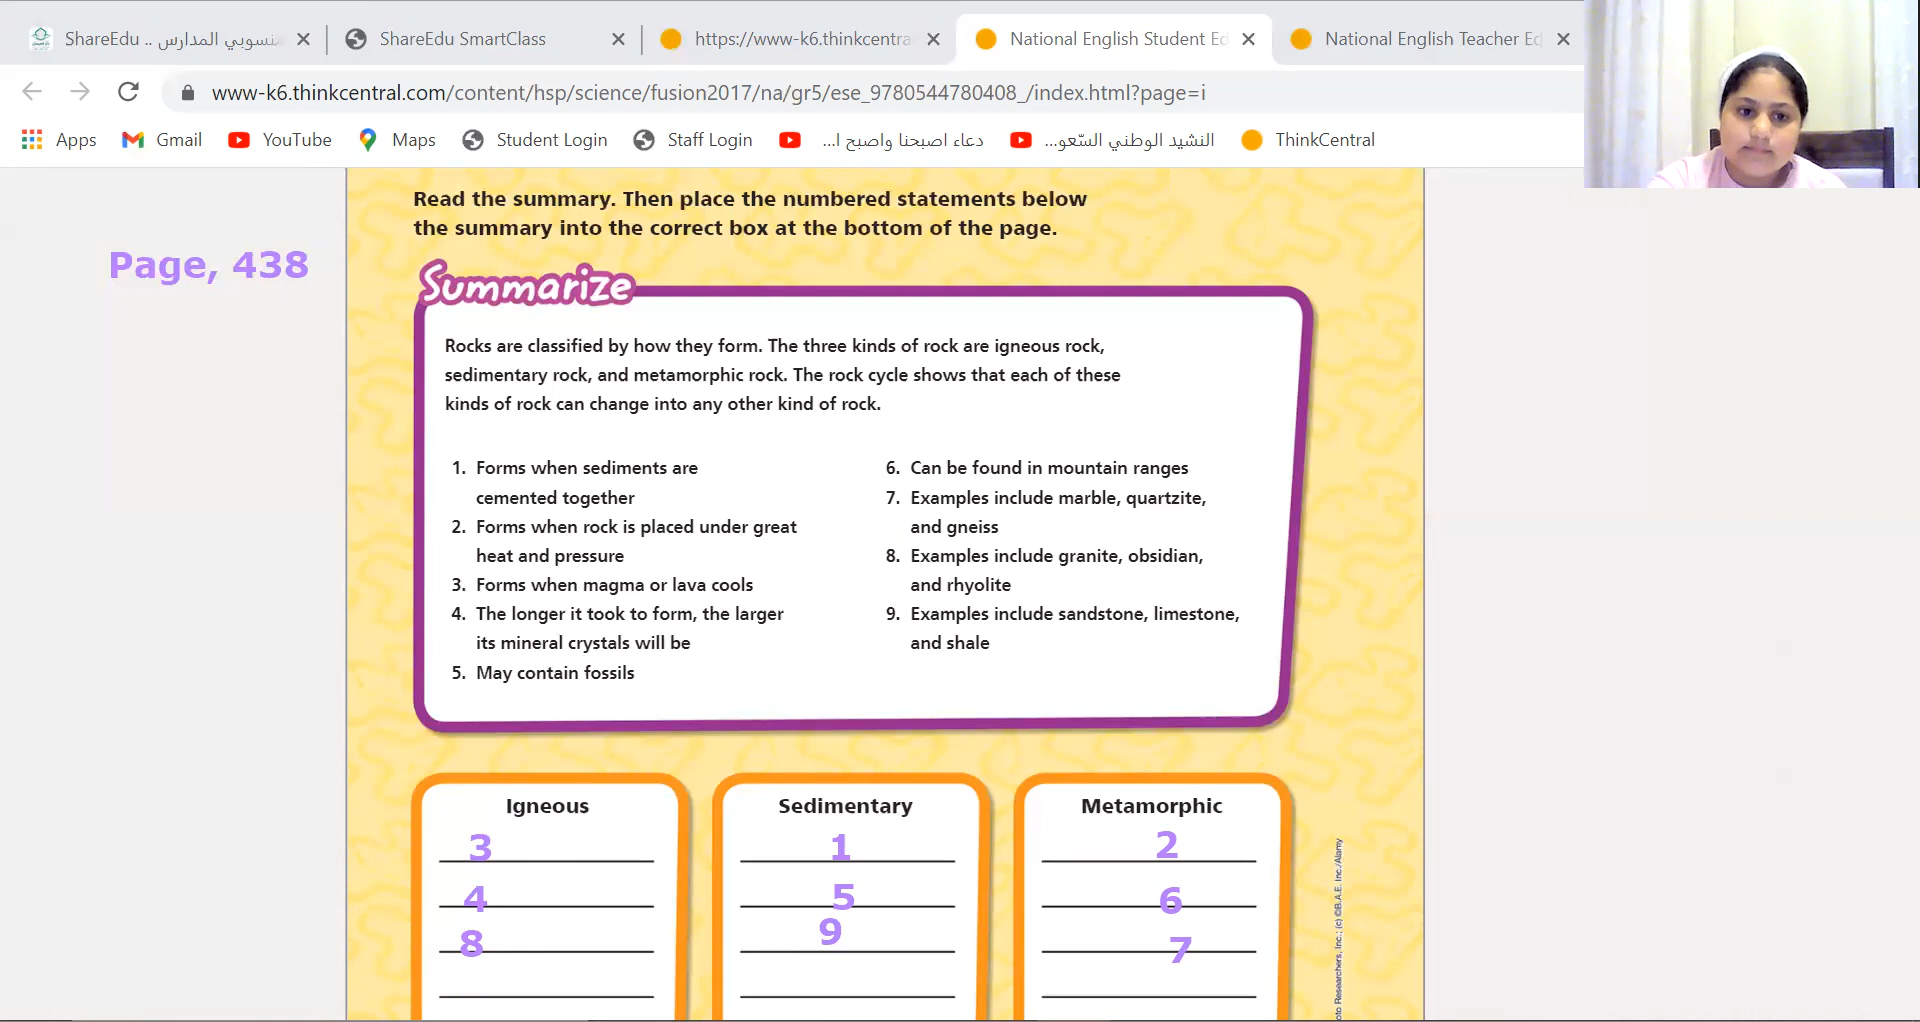 ShareEdu .. منسوبي المدارس
ShareEdu SmartClass
https://www-k6.thinkcentra
National English Student Ed
National English Teacher Ed
www-k6.thinkcentral.com/content/hsp/science/fusion2017/na/gr5/ese_9780544780408_/index.html?page=i
Apps
Gmail
YouTube
Maps
Student Login
Staff Login
دعاء اصبحنا واصبح ا...
النشيد الوطني السّعو...
ThinkCentral
Page, 438
Read the summary. Then place the numbered statements below
the summary into the correct box at the bottom of the page.
Summarize
Rocks are classified by how they form. The three kinds of rock are igneous rock,
sedimentary rock, and metamorphic rock. The rock cycle shows that each of these
kinds of rock can change into any other kind of rock.
1. Forms when sediments are
cemented together
2. Forms when rock is placed under great
heat and pressure
3. Forms when magma or lava cools
4. The longer it took to form, the larger
its mineral crystals will be
5. May contain fossils
6. Can be found in mountain ranges
7. Examples include marble, quartzite,
and gneiss
8. Examples include granite, obsidian,
and rhyolite
9. Examples include sandstone, limestone,
and shale
Igneous
3
4
8
Sedimentary
1
5
9
Metamorphic
2
6
7
oto Researchers, Inc.; (c) ©B.A.E. Inc./Alamy